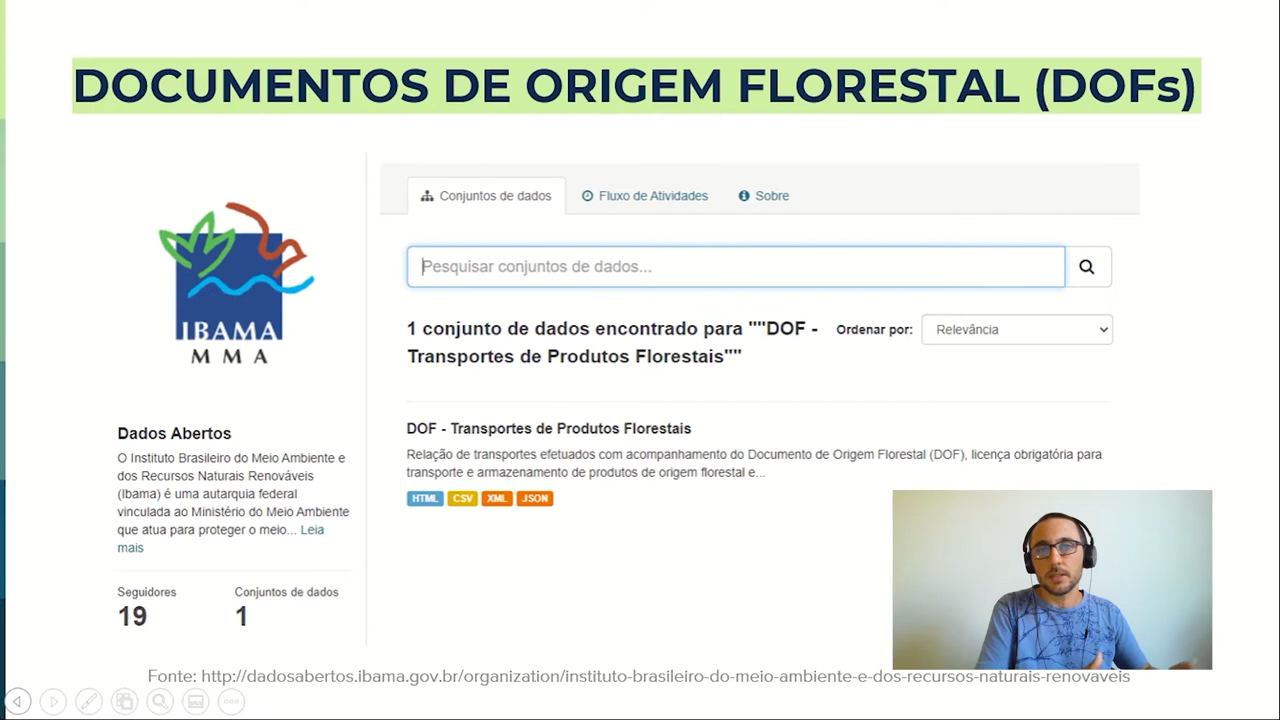 DOCUMENTOS DE ORIGEM FLORESTAL (DOFs)
IBAMA
MMA
Dados Abertos
O Instituto Brasileiro do Meio Ambiente e
dos Recursos Naturais Renováveis
(Ibama) é uma autarquia federal
vinculada ao Ministério do Meio Ambiente
que atua para proteger o meio... Leia
mais
Seguidores
19
Conjuntos de dados
1
Conjuntos de dados
Fluxo de Atividades
Sobre
Pesquisar conjuntos de dados...
1 conjunto de dados encontrado para ""DOF -
Transportes de Produtos Florestais""
Ordenar por:
Relevância
DOF - Transportes de Produtos Florestais
Relação de transportes efetuados com acompanhamento do Documento de Origem Florestal (DOF), licença obrigatória para
transporte e armazenamento de produtos de origem florestal e...
HTML CSV XML JSON
Fonte: http://dadosabertos.ibama.gov.br/organization/instituto-brasileiro-do-meio-ambiente-e-dos-recursos-naturais-renovaveis